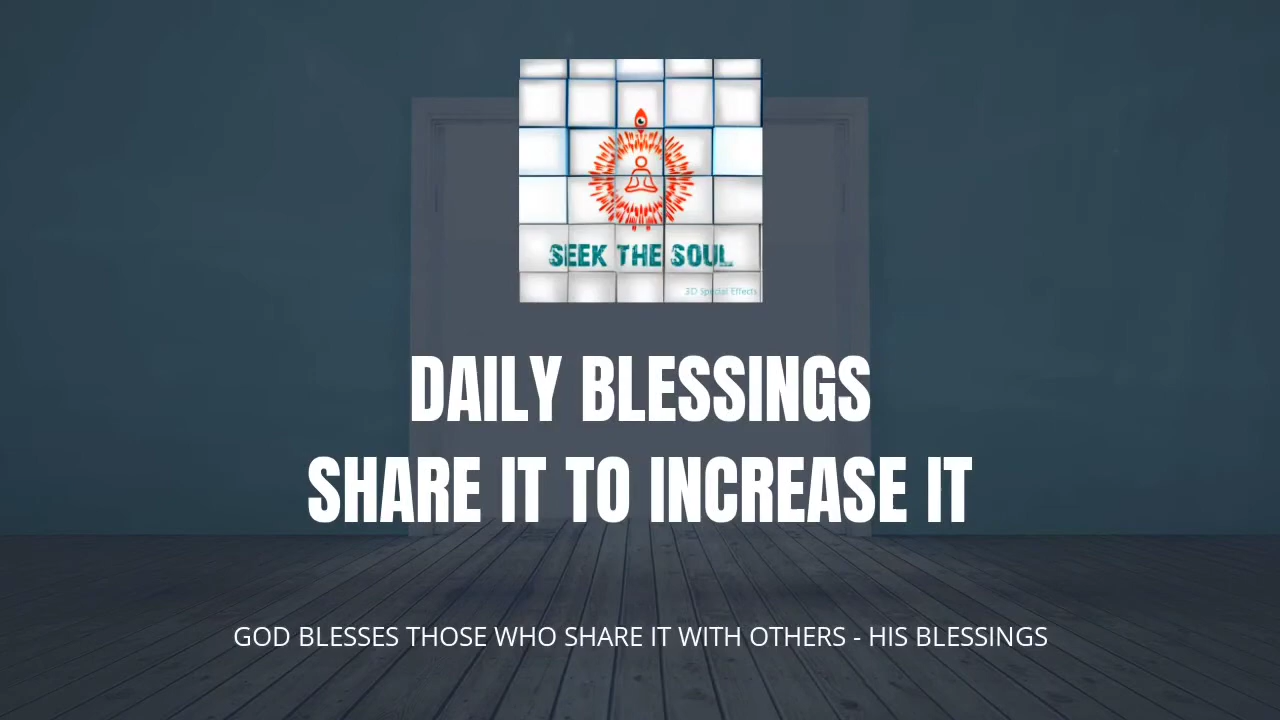 SEEK THE SOUL
3D Special Effects
DAILY BLESSINGS
SHARE IT TO INCREASE IT
GOD BLESSES THOSE WHO SHARE IT WITH OTHERS - HIS BLESSINGS